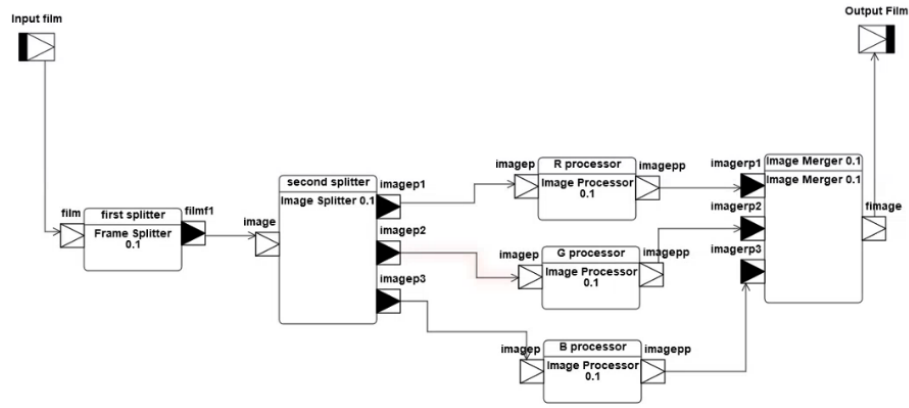 Input film
Output Film
film
first splitter
filmf1
Frame Splitter
0.1
image
second splitter
Image Splitter 0.1
imagep1
imagep2
imagep3
imagep
R processor
imagepp
Image Processor
0.1
imagep
G processor
imagepp
Image Processor
0.1
imagep
B processor
imagepp
Image Processor
0.1
imagerp1
imagerp2
imagerp3
Image Merger 0.1
Image Merger 0.1
fimage